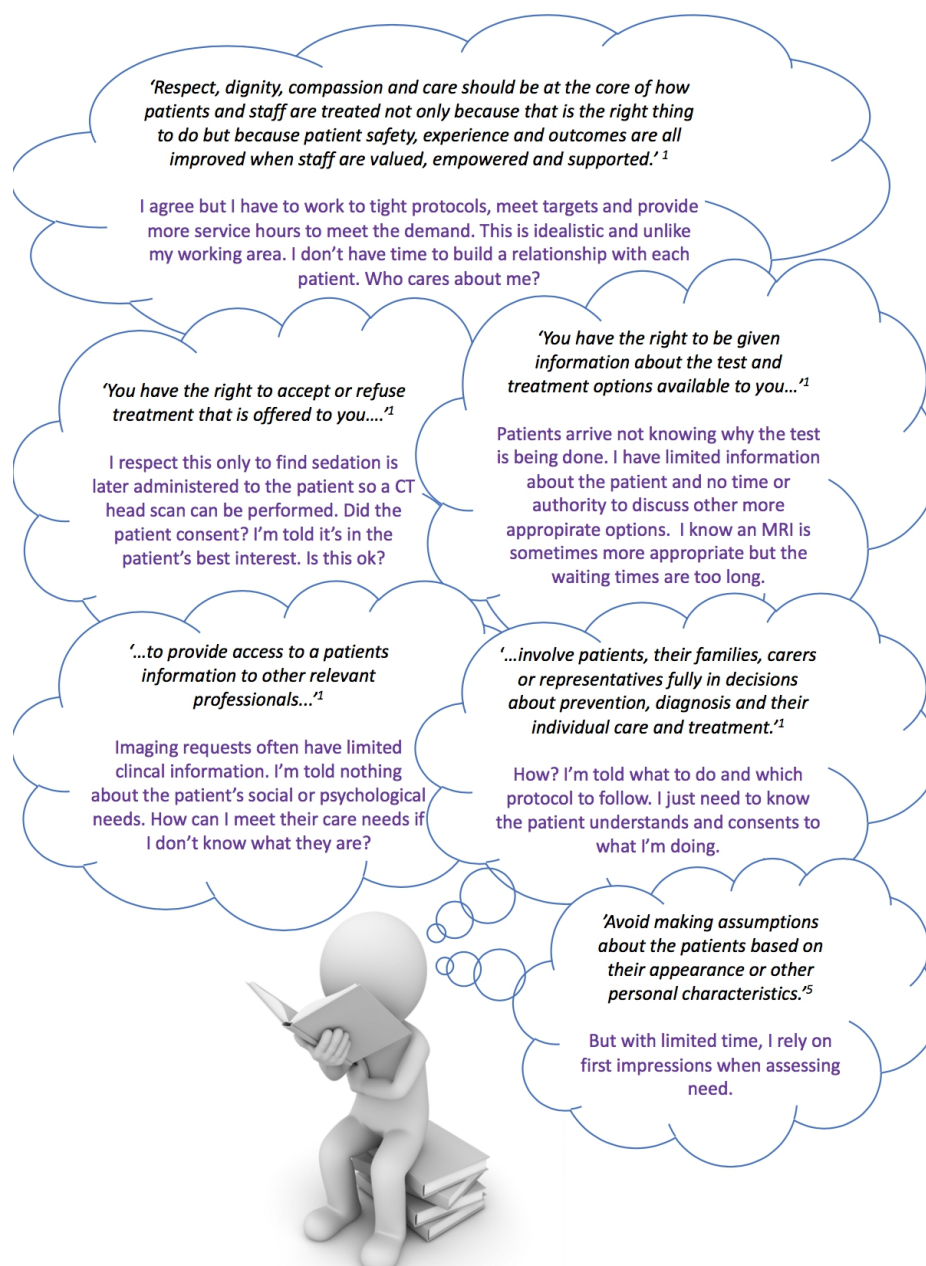 ‘Respect, dignity, compassion and care should be at the core of how
patients and staff are treated not only because that is the right thing
to do but because patient safety, experience and outcomes are all
improved when staff are valued, empowered and supported.’ 1
I agree but I have to work to tight protocols, meet targets and provide
more service hours to meet the demand. This is idealistic and unlike
my working area. I don’t have time to build a relationship with each
patient. Who cares about me?
‘You have the right to accept or refuse
treatment that is offered to you....’1
I respect this only to find sedation is
later administered to the patient so a CT
head scan can be performed. Did the
patient consent? I’m told it’s in the
patient’s best interest. Is this ok?
‘You have the right to be given
information about the test and
treatment options available to you...’1
Patients arrive not knowing why the test
is being done. I have limited information
about the patient and no time or
authority to discuss other more
appropirate options. I know an MRI is
sometimes more appropriate but the
waiting times are too long.
‘...to provide access to a patients
information to other relevant
professionals...’1
Imaging requests often have limited
clincal information. I’m told nothing
about the patient’s social or psychological
needs. How can I meet their care needs if
I don’t know what they are?
‘...involve patients, their families, carers
or representatives fully in decisions
about prevention, diagnosis and their
individual care and treatment.’1
How? I’m told what to do and which
protocol to follow. I just need to know
the patient understands and consents to
what I’m doing.
’Avoid making assumptions
about the patients based on
their appearance or other
personal characteristics.’5
But with limited time, I rely on
first impressions when assessing
need.